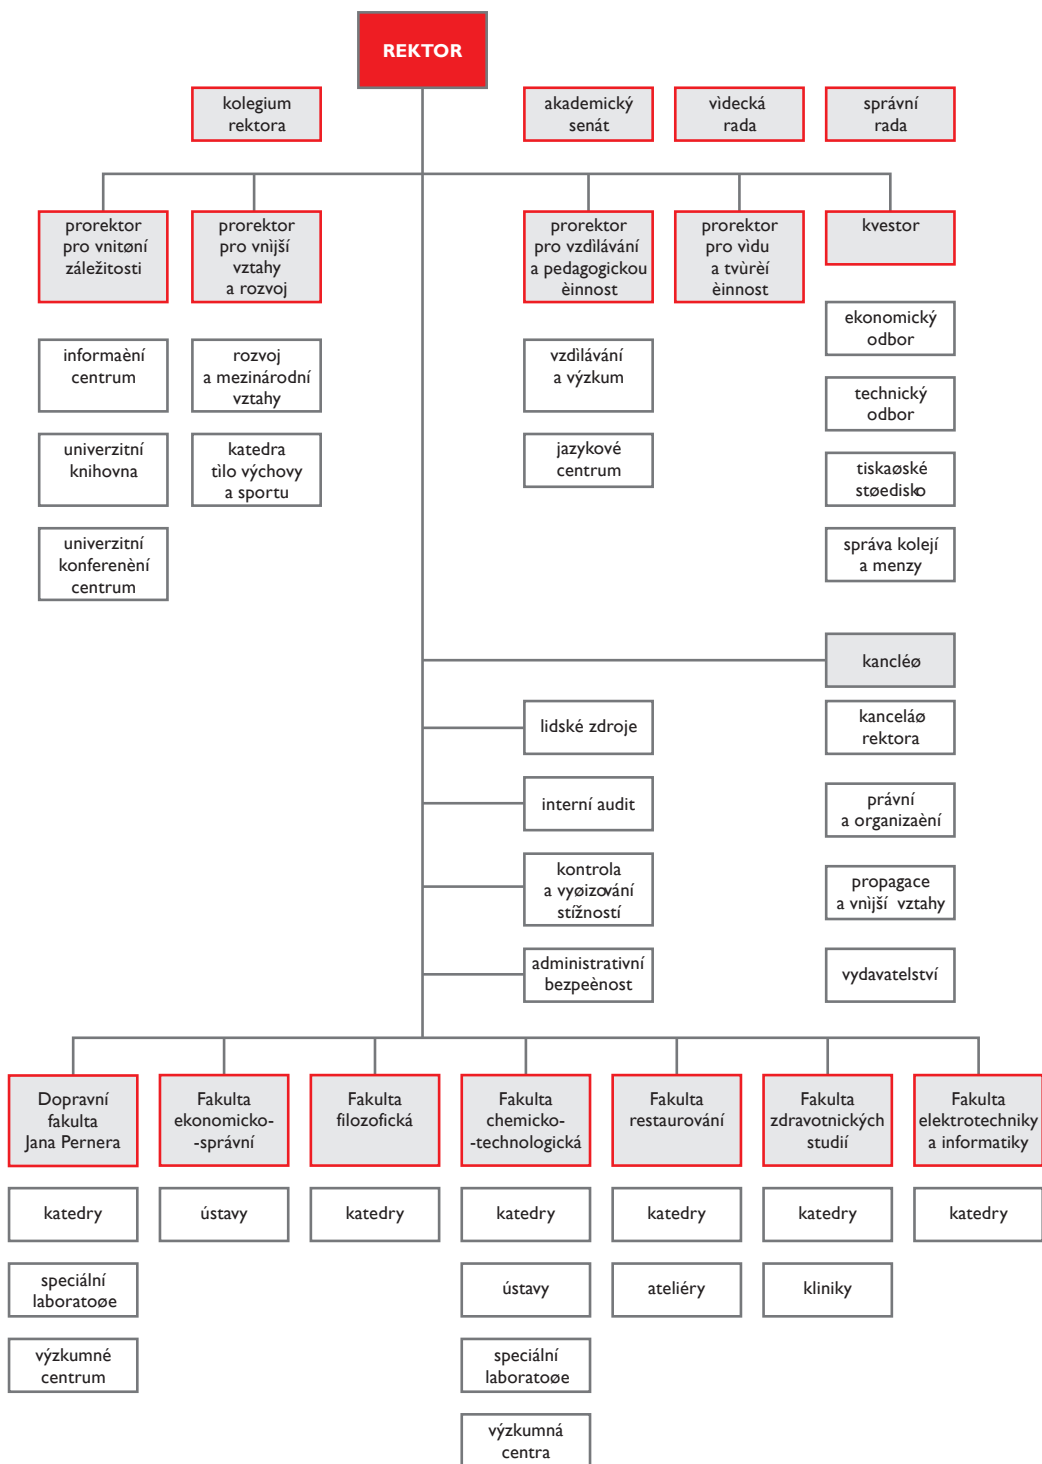 REKTOR
kolegium
rektora
akademický
senát
vìdecká
rada
správní
rada
prorektor
pro vnitøní
záležitosti
prorektor
pro vnìjší
vztahy
a rozvoj
prorektor
pro vzdìlávání
a pedagogickou
èinnost
prorektor
pro vìdu
a tvùrèí
èinnost
kvestor
informaèní
centrum
univerzitní
knihovna
univerzitní
konferenèní
centrum
rozvoj
a mezinárodní
vztahy
katedra
tìlo výchovy
a sportu
vzdìlávání
a výzkum
jazykové
centrum
ekonomický
odbor
technický
odbor
tiskaøské
støedisko
správa kolejí
a menzy
kancléø
lidské zdroje
interní audit
kontrola
a vyøizování
stížností
administrativní
bezpeènost
kanceláø
rektora
právní
a organizaèní
propagace
a vnìjší vztahy
vydavatelství
Dopravní
fakulta
Jana Pernera
Fakulta
ekonomicko-
-správní
Fakulta
filozofická
Fakulta
chemicko-
-technologická
Fakulta
restaurování
Fakulta
zdravotnických
studií
Fakulta
elektrotechniky
a informatiky
katedry
speciální
laboratoøe
výzkumné
centrum
ústavy
katedry
katedry
ústavy
speciální
laboratoøe
výzkumná
centra
katedry
ateliéry
katedry
kliniky
katedry